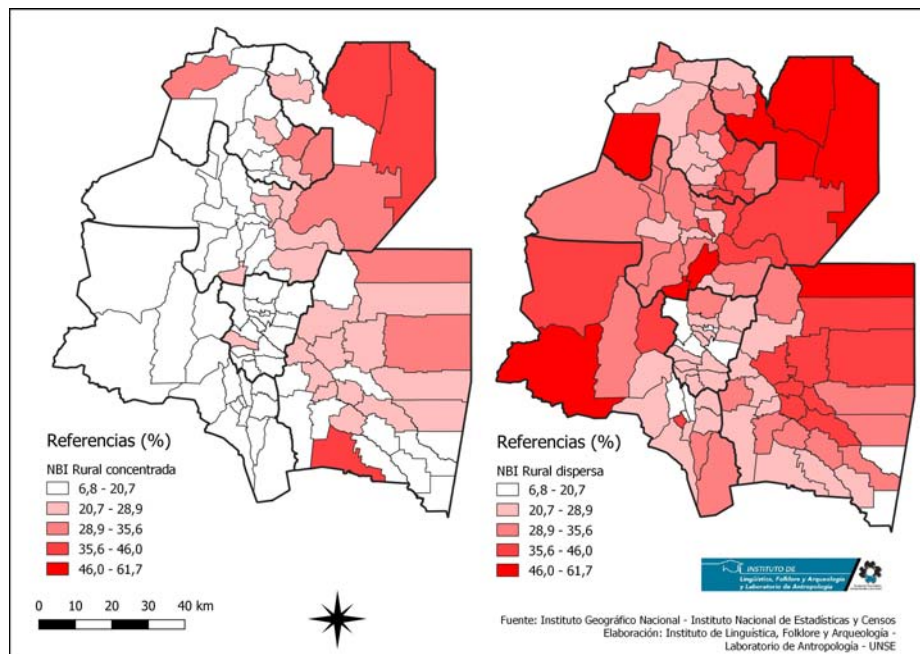 Referencias (%)
NBI Rural concentrada
6,8 - 20,7
20,7 - 28,9
28,9 - 35,6
35,6 - 46,0
46,0 - 61,7
0 10 20 30 40 km
Referencias (%)
NBI Rural dispersa
6,8 - 20,7
20,7 - 28,9
28,9 - 35,6
35,6 - 46,0
46,0 - 61,7
INSTITUTO DE
Lingüística, Folklore y Arqueología
y Laboratorio de Antropología
Fuente: Instituto Geográfico Nacional - Instituto Nacional de Estadísticas y Censos
Elaboración: Instituto de Linguística, Folklore y Arqueología -
Laboratorio de Antropología - UNSE